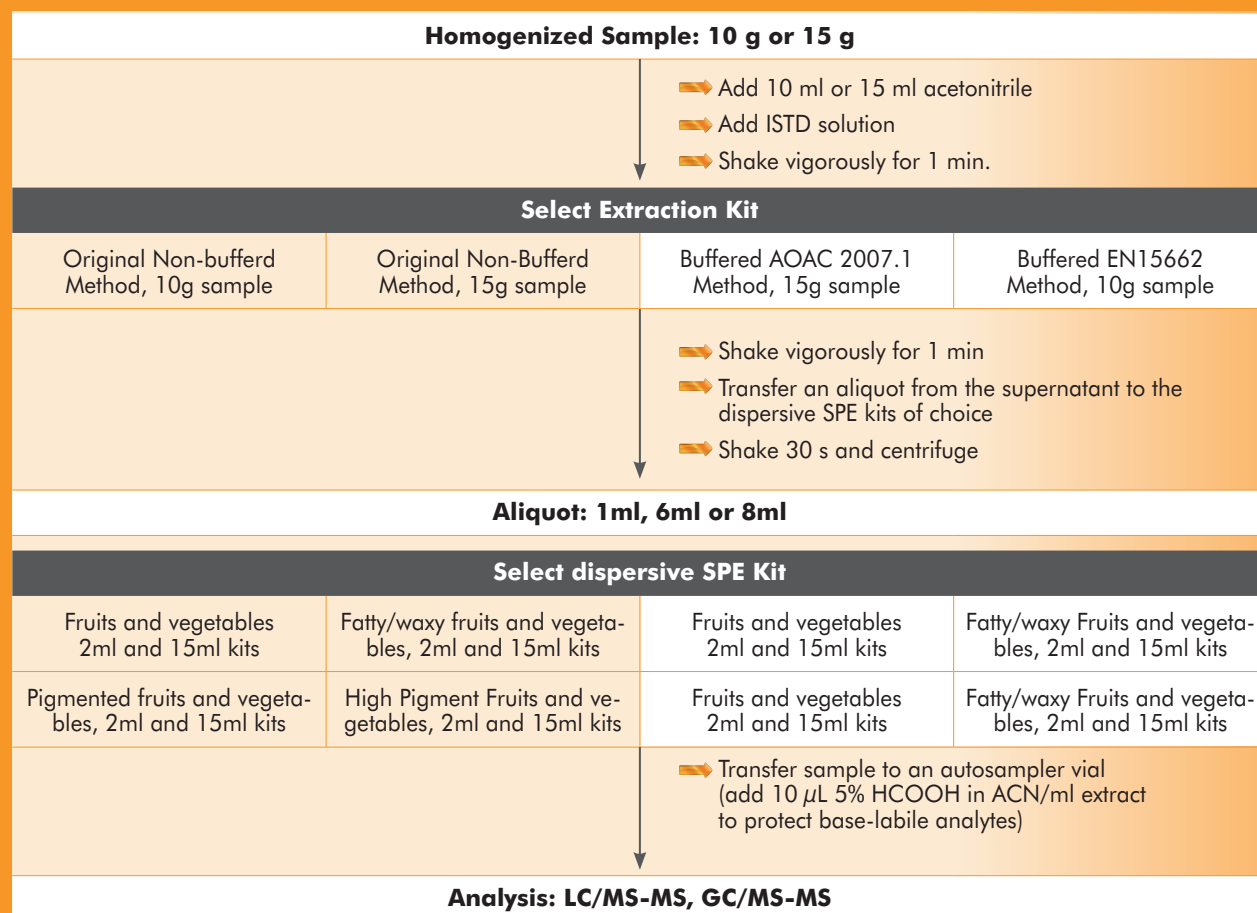 Homogenized Sample: 10 g or 15 g
Add 10 ml or 15 ml acetonitrile
Add ISTD solution
Shake vigorously for 1 min.
Select Extraction Kit
Original Non-bufferd
Method, 10g sample
Original Non-Bufferd
Method, 15g sample
Buffered AOAC 2007.1
Method, 15g sample
Buffered EN15662
Method, 10g sample
Shake vigorously for 1 min
Transfer an aliquot from the supernatant to the
dispersive SPE kits of choice
Shake 30 s and centrifuge
Aliquot: 1ml, 6ml or 8ml
Select dispersive SPE Kit
Fruits and vegetables
2ml and 15ml kits
Fatty/waxy fruits and vegeta-
bles, 2ml and 15ml kits
Fruits and vegetables
2ml and 15ml kits
Fatty/waxy Fruits and vegeta-
bles, 2ml and 15ml kits
Pigmented fruits and vegeta-
bles, 2ml and 15ml kits
High Pigment Fruits and ve-
getables, 2ml and 15ml kits
Fruits and vegetables
2ml and 15ml kits
Fatty/waxy Fruits and vegeta-
bles, 2ml and 15ml kits
Transfer sample to an autosampler vial
(add 10 µL 5% HCOOH in ACN/ml extract
to protect base-labile analytes)
Analysis: LC/MS-MS, GC/MS-MS